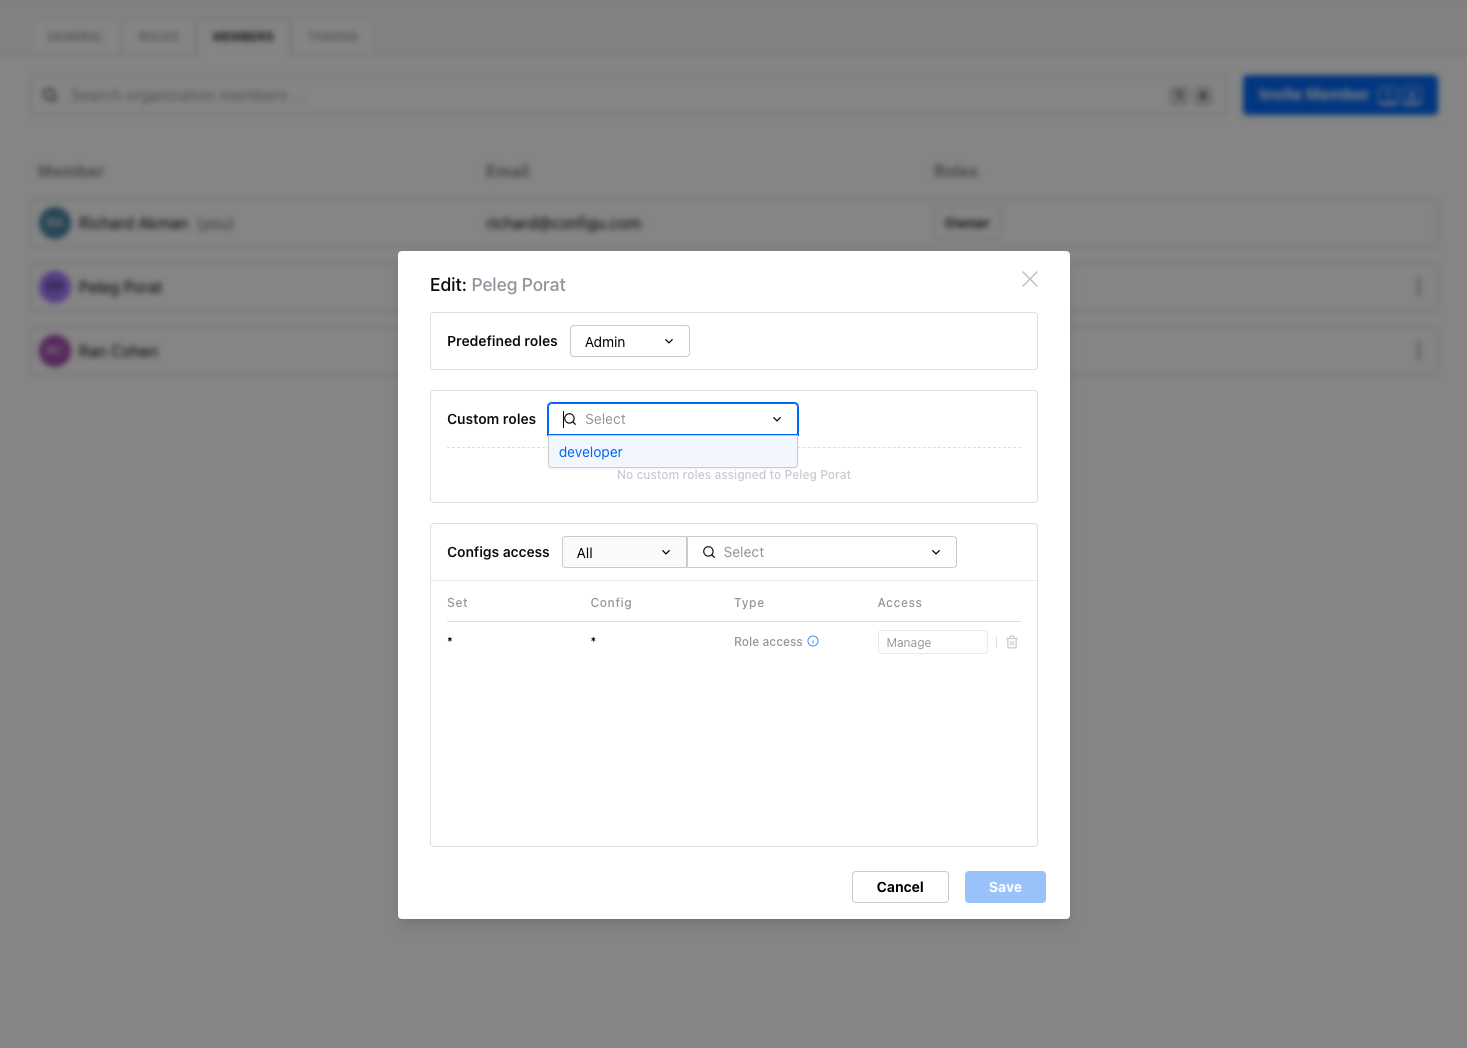 GENERAL ROLES MEMBERS TOKENS
Search organization members ...
Invite Member
Member Email Roles
Richard Akman (you) richard@configu.com Owner
Peleg Porat
Ran Cohen
Edit: Peleg Porat
Predefined roles Admin
Custom roles Select
developer
No custom roles assigned to Peleg Porat
Configs access All Select
Set Config Type Access
* * Role access Manage
Cancel Save